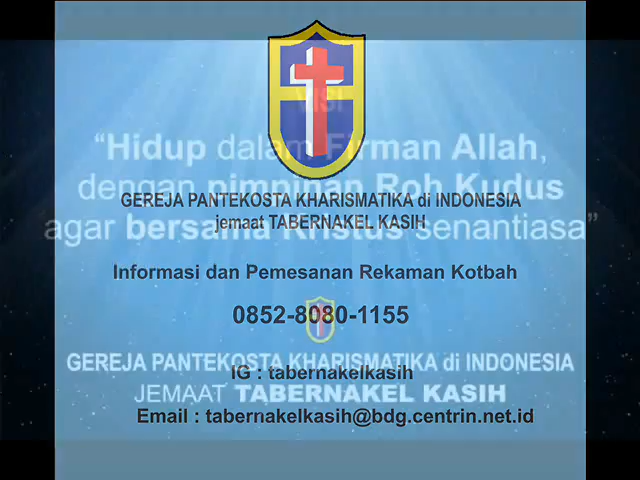 VISI
“Hidup dalam Firman Allah,
dengan pimpinan Roh Kudus
GEREJA PANTEKOSTA KHARISMATIKA di INDONESIA
jemaat TABERNAKEL KASIH
agar bersama Kristus senantiasa”
Informasi dan Pemesanan Rekaman Kotbah
0852-8080-1155
GEREJA PANTEKOSTA KHARISMATIKA di INDONESIA
IG : tabernakelkasih
JEMAAT TABERNAKEL KASIH
Email : tabernakelkasih@bdg.centrin.net.id